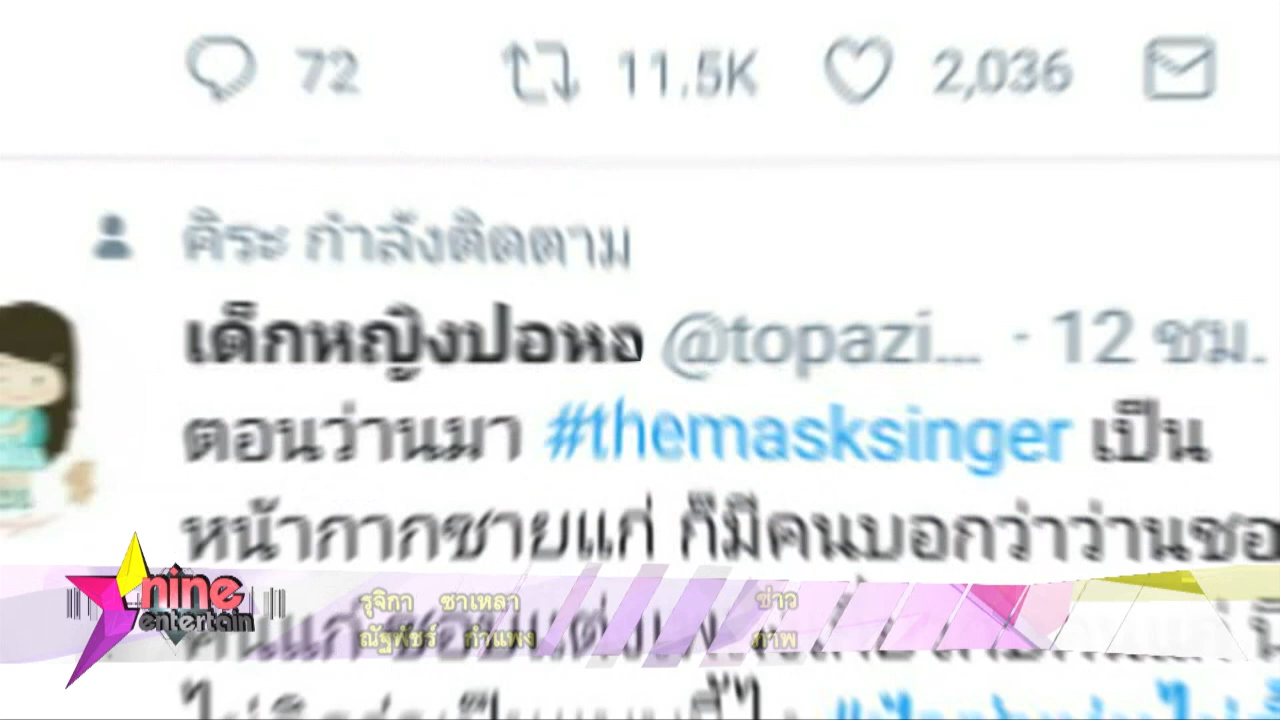 72 11.5K 2,036
คิระ กำลังติดตาม
เด็กหญิงปอหอ @topazi... · 12 ชม.
ตอนว่านมา #themasksinger เป็น
หน้ากากชายแก่ ก็มีคนบอกว่าว่านชอ
nine
entertain
รุจิกา ซาเหลา ข่าว
ณัฐพัชร์ กำแพง ภาพ